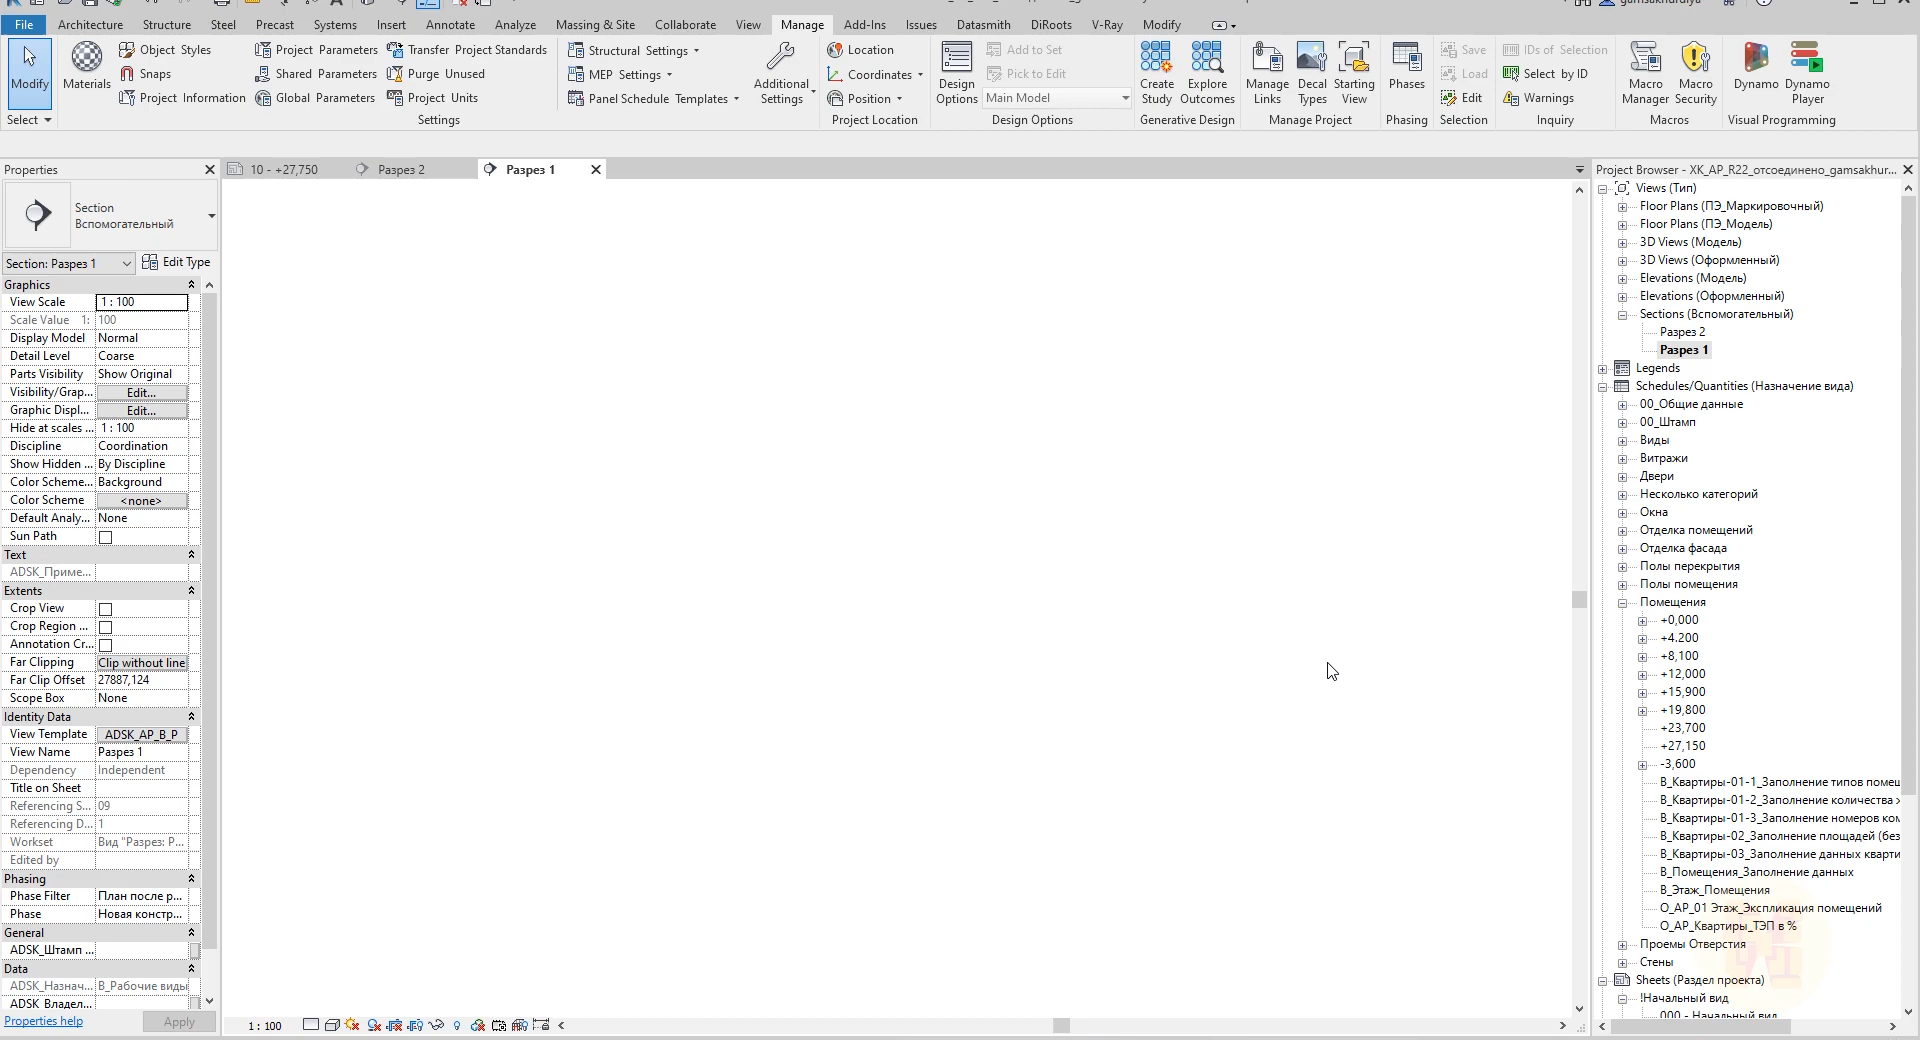 File Architecture Structure Steel Precast Systems Insert Annotate Analyze Massing & Site Collaborate View Manage Add-Ins Issues Datasmith DiRoots V-Ray Modify
Modify
Select
Materials
Object Styles
Snaps
Project Information
Project Parameters
Shared Parameters
Global Parameters
Transfer Project Standards
Purge Unused
Project Units
Settings
Structural Settings
MEP Settings
Panel Schedule Templates
Additional Settings
Location
Coordinates
Position
Project Location
Design Options
Add to Set
Pick to Edit
Main Model
Design Options
Create Study
Explore Outcomes
Generative Design
Manage Links
Decal Types
Starting View
Manage Project
Phases
Phasing
Save
Load
Edit
Selection
IDs of Selection
Select by ID
Warnings
Inquiry
Macro Manager
Macro Security
Macros
Dynamo
Dynamo Player
Visual Programming
Properties
Section
Вспомогательный
Section: Разрез 1
Edit Type
Graphics
View Scale 1 : 100
Scale Value 1: 100
Display Model Normal
Detail Level Coarse
Parts Visibility Show Original
Visibility/Grap... Edit...
Graphic Displ... Edit...
Hide at scales ... 1 : 100
Discipline Coordination
Show Hidden ... By Discipline
Color Scheme... Background
Color Scheme <none>
Default Analy... None
Sun Path
Text
ADSK_Приме...
Extents
Crop View
Crop Region ...
Annotation Cr...
Far Clipping Clip without line
Far Clip Offset 27887,124
Scope Box None
Identity Data
View Template ADSK_АР_В_Р
View Name Разрез 1
Dependency Independent
Title on Sheet
Referencing S... 09
Referencing D... 1
Workset Вид "Разрез: Р...
Edited by
Phasing
Phase Filter План после р...
Phase Новая констр...
General
ADSK_Штамп ...
Data
ADSK_Назнач... В_Рабочие виды
ADSK_Владел...
Properties help
Apply
10 - +27,750
Разрез 2
Разрез 1
1 : 100
Project Browser - ХК_АР_R22_отсоединено_gamsakhur...
Views (Тип)
Floor Plans (ПЭ_Маркировочный)
Floor Plans (ПЭ_Модель)
3D Views (Модель)
3D Views (Оформленный)
Elevations (Модель)
Elevations (Оформленный)
Sections (Вспомогательный)
Разрез 2
Разрез 1
Legends
Schedules/Quantities (Назначение вида)
00_Общие данные
00_Штамп
Виды
Витражи
Двери
Несколько категорий
Окна
Отделка помещений
Отделка фасада
Полы перекрытия
Полы помещения
Помещения
+0,000
+4.200
+8,100
+12,000
+15,900
+19,800
+23,700
+27,150
-3,600
В_Квартиры-01-1_Заполнение типов помещ
В_Квартиры-01-2_Заполнение количества
В_Квартиры-01-3_Заполнение номеров ком
В_Квартиры-02_Заполнение площадей (без
В_Квартиры-03_Заполнение данных кварти
В_Помещения_Заполнение данных
В_Этаж_Помещения
О_АР_01 Этаж_Экспликация помещений
О_АР_Квартиры_ТЭП в %
Проемы Отверстия
Стены
Sheets (Раздел проекта)
!Начальный вид
000 - Начальный вид